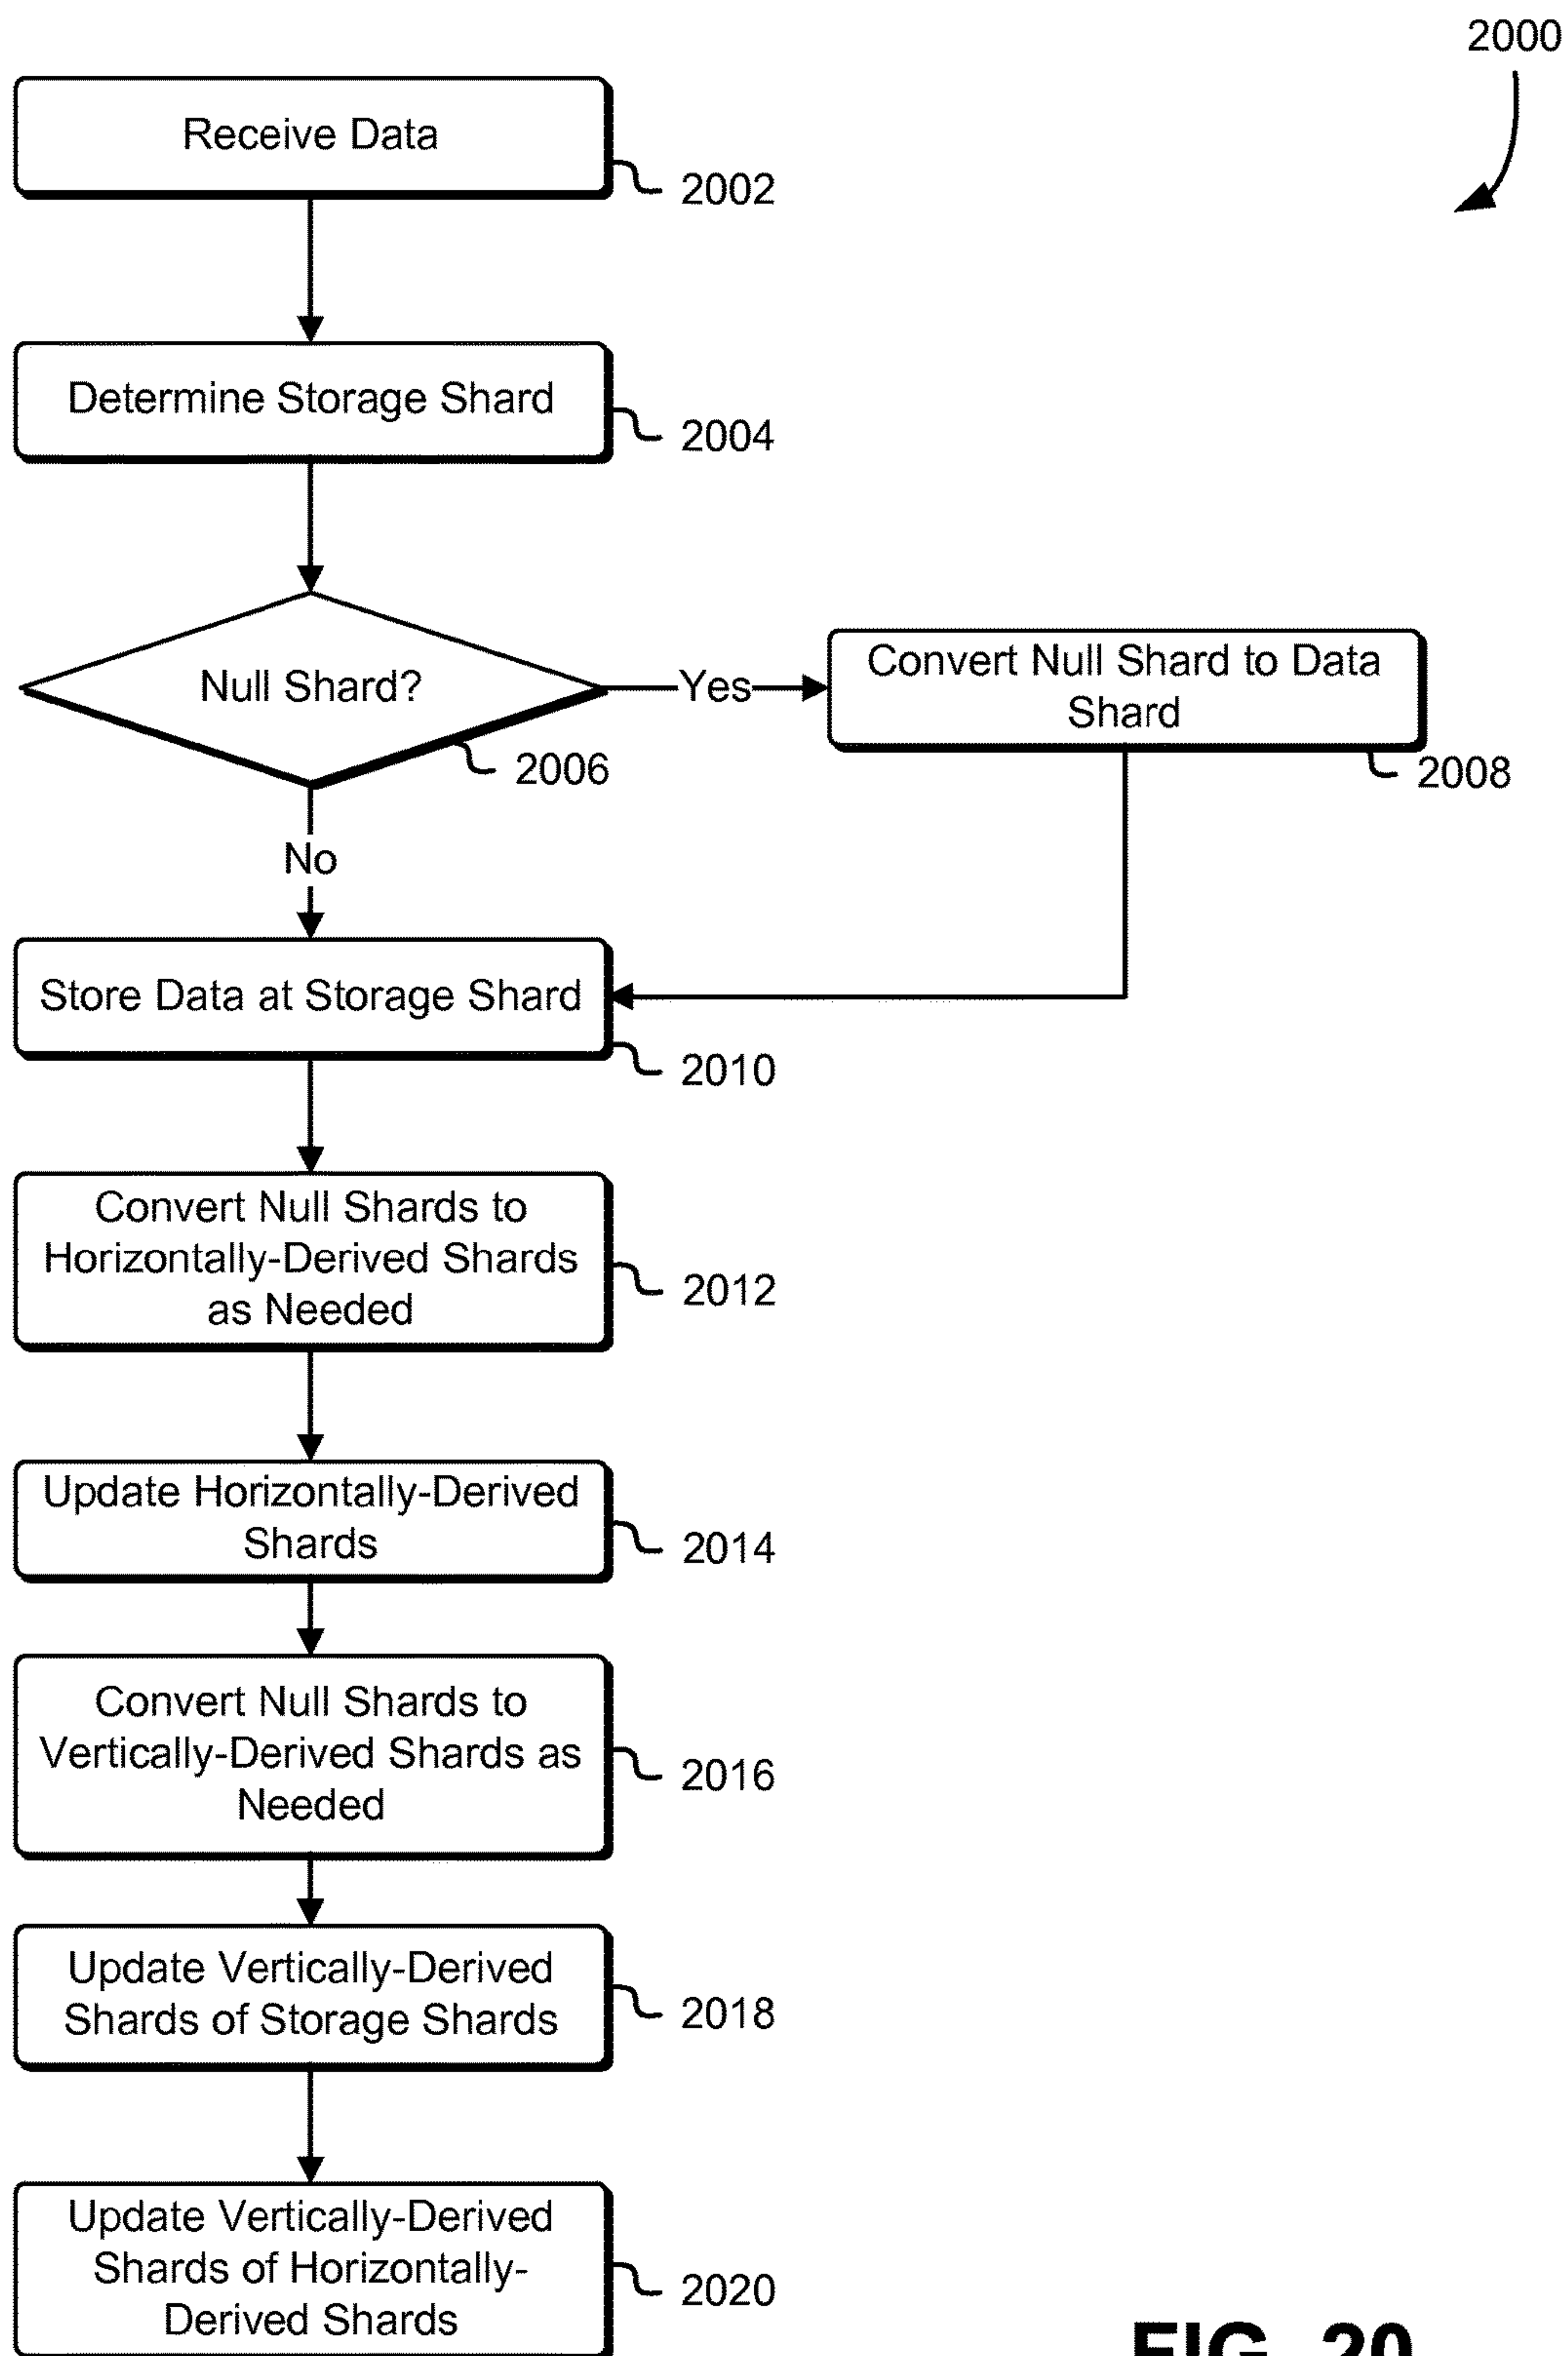 2000
Receive Data
2002
Determine Storage Shard
2004
Null Shard?
Yes
Convert Null Shard to Data
Shard
2006
2008
No
Store Data at Storage Shard
2010
Convert Null Shards to
Horizontally-Derived Shards
as Needed
2012
Update Horizontally-Derived
Shards
2014
Convert Null Shards to
Vertically-Derived Shards as
Needed
2016
Update Vertically-Derived
Shards of Storage Shards
2018
Update Vertically-Derived
Shards of Horizontally-
Derived Shards
2020
FIG. 20